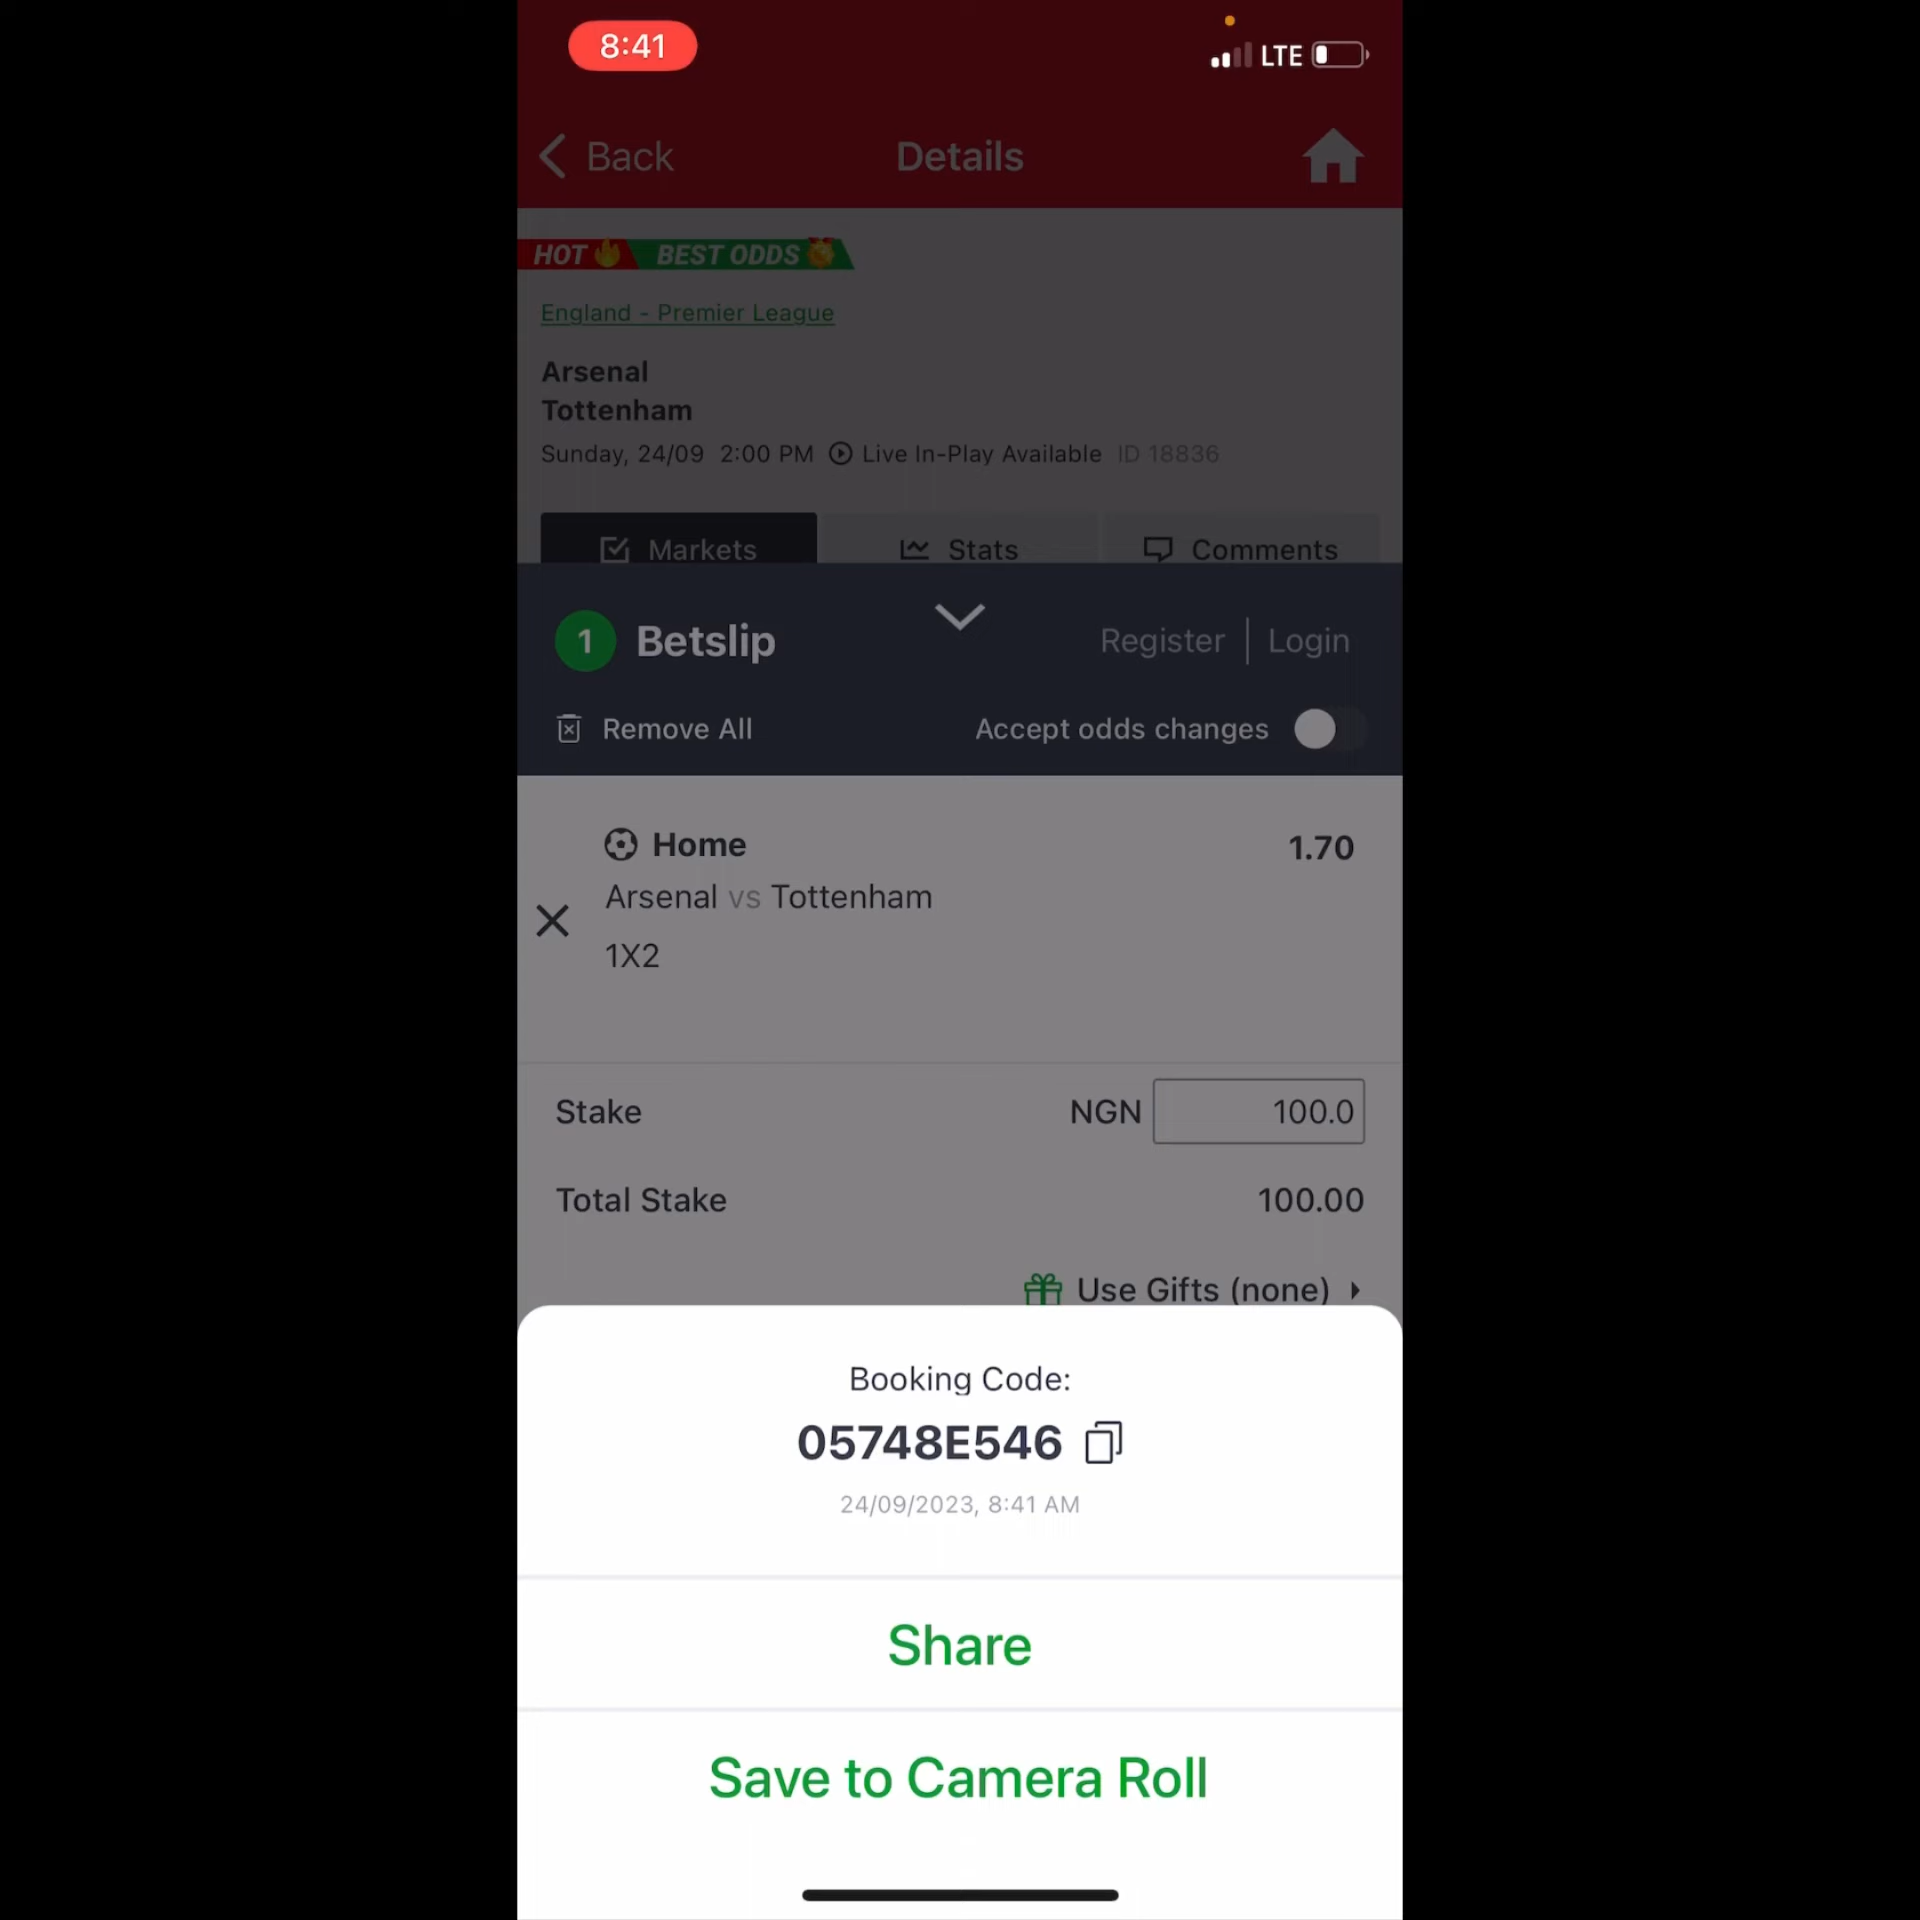 8:41
LTE
Back Details
HOT BEST ODDS
England - Premier League
Arsenal
Tottenham
Sunday, 24/09 2:00 PM Live In-Play Available ID 18836
Markets Stats Comments
1 Betslip Register Login
Remove All Accept odds changes
Home 1.70
Arsenal vs Tottenham
1X2
Stake NGN 100.0
Total Stake 100.00
Use Gifts (none)
Booking Code:
05748E546
24/09/2023, 8:41 AM
Share
Save to Camera Roll